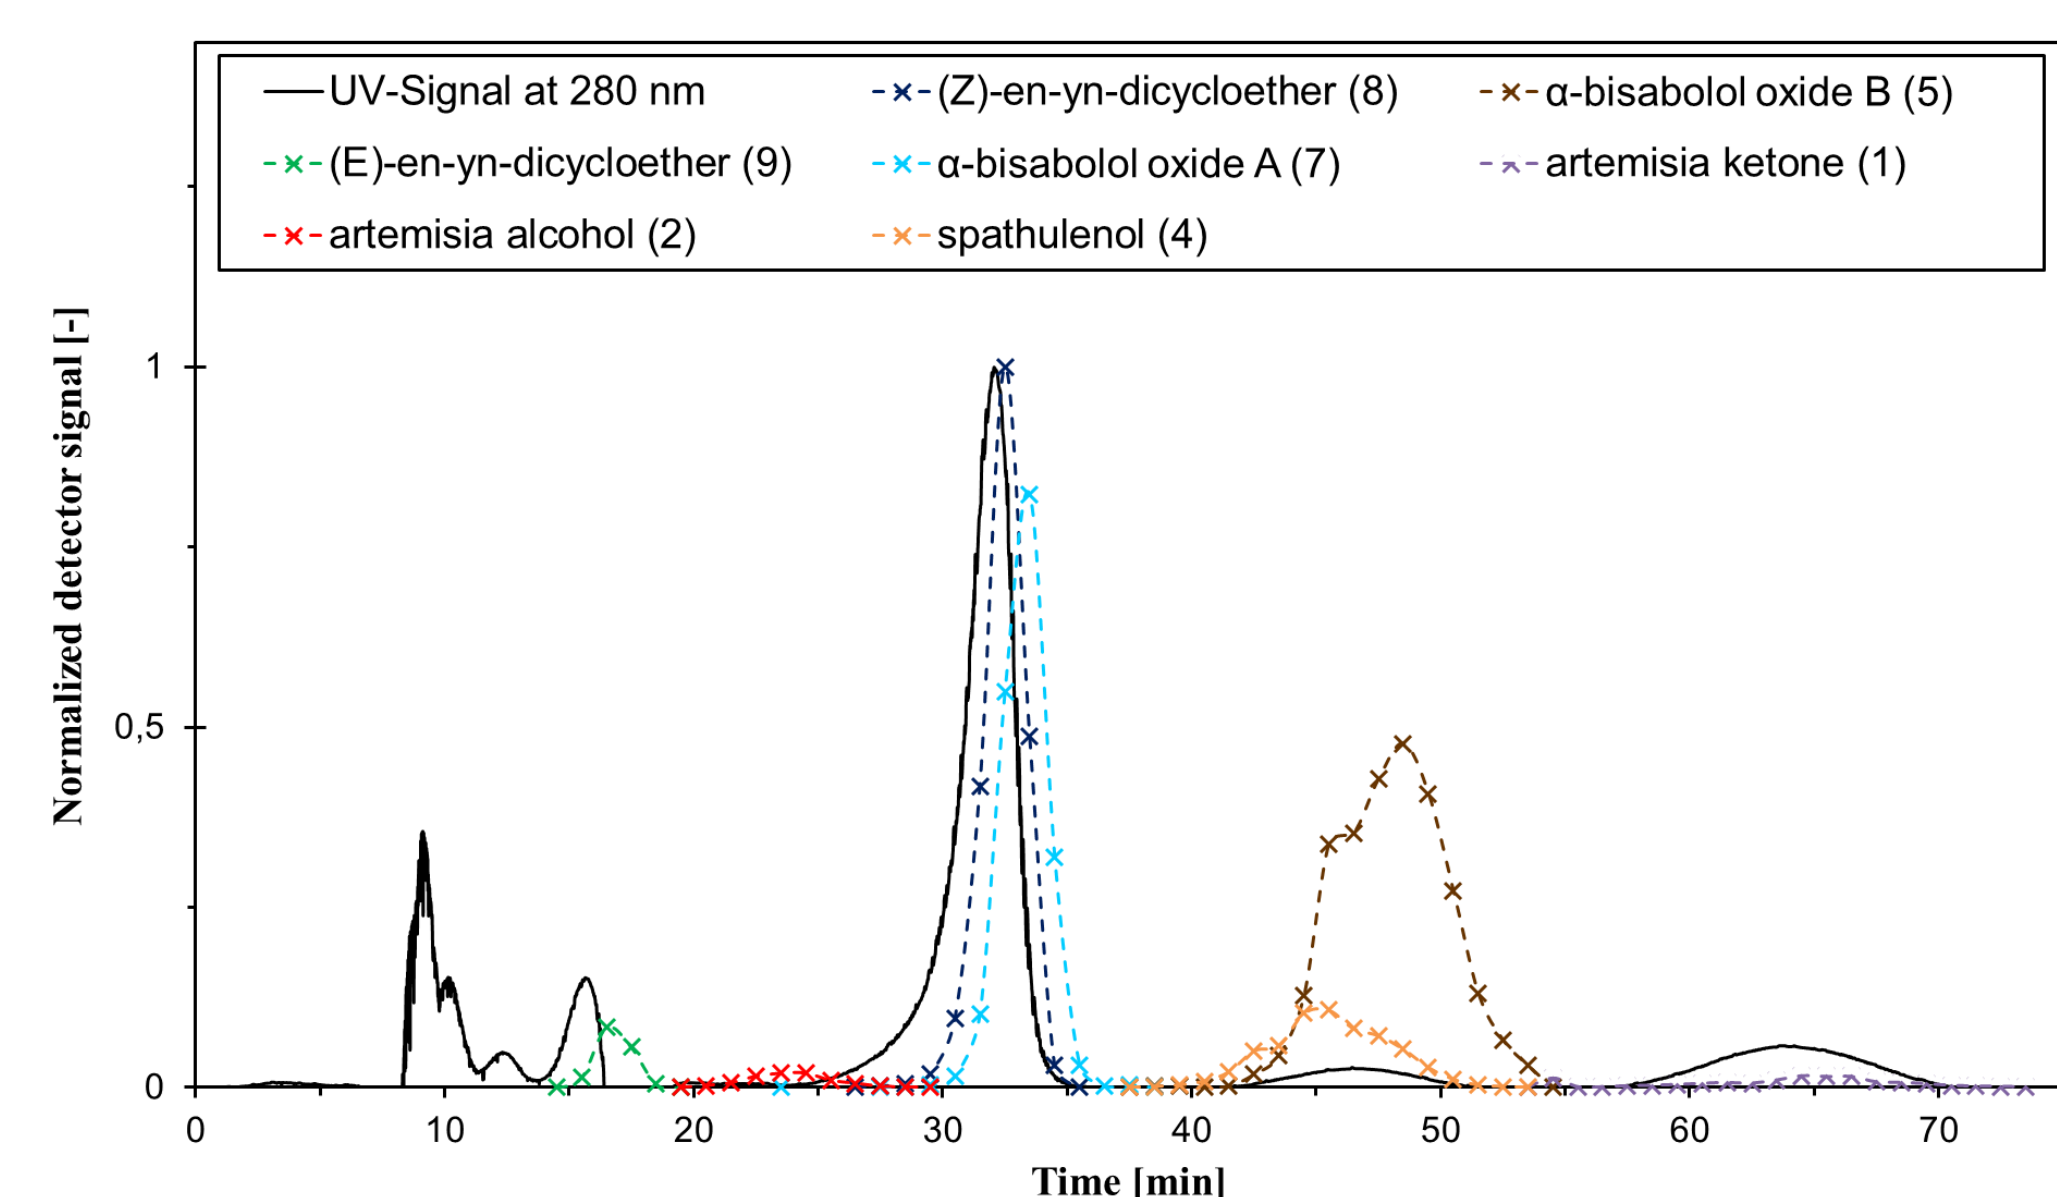 UV-Signal at 280 nm
(Z)-en-yn-dicycloether (8)
α-bisabolol oxide B (5)
(E)-en-yn-dicycloether (9)
α-bisabolol oxide A (7)
artemisia ketone (1)
artemisia alcohol (2)
spathulenol (4)
Normalized detector signal [-]
1
0,5
0
0 10 20 30 40 50 60 70
Time [min]